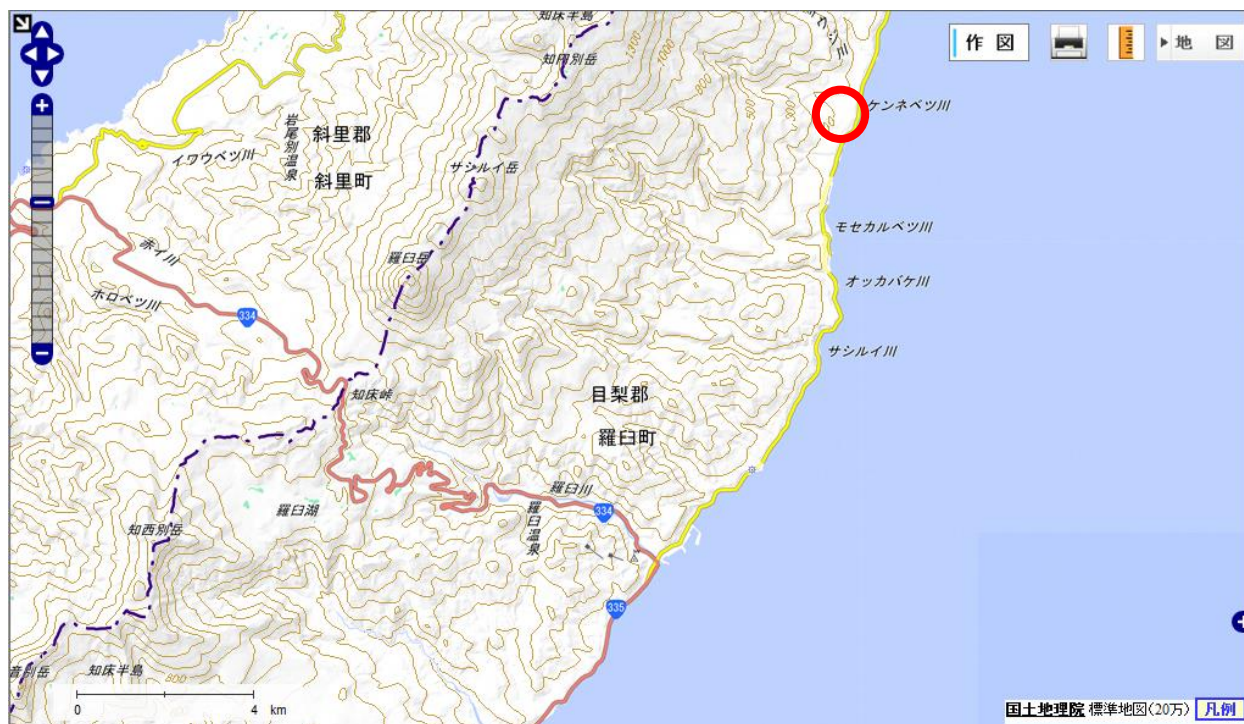 知床半島
知円別岳
1300
1000
800
500
300
作 図
地 図
ケンネベツ川
岩尾別温泉
斜里郡
斜里町
イワウベツ川
サシルイ岳
モセカルベツ川
赤イ川
羅臼岳
オッカバケ川
ホロベツ川
334
サシルイ川
知床峠
目梨郡
羅臼町
羅臼川
羅臼湖
羅臼温泉
334
知西別岳
335
音別岳
知床半島
800
0 4 km
国土地理院 標準地図(20万) 凡例